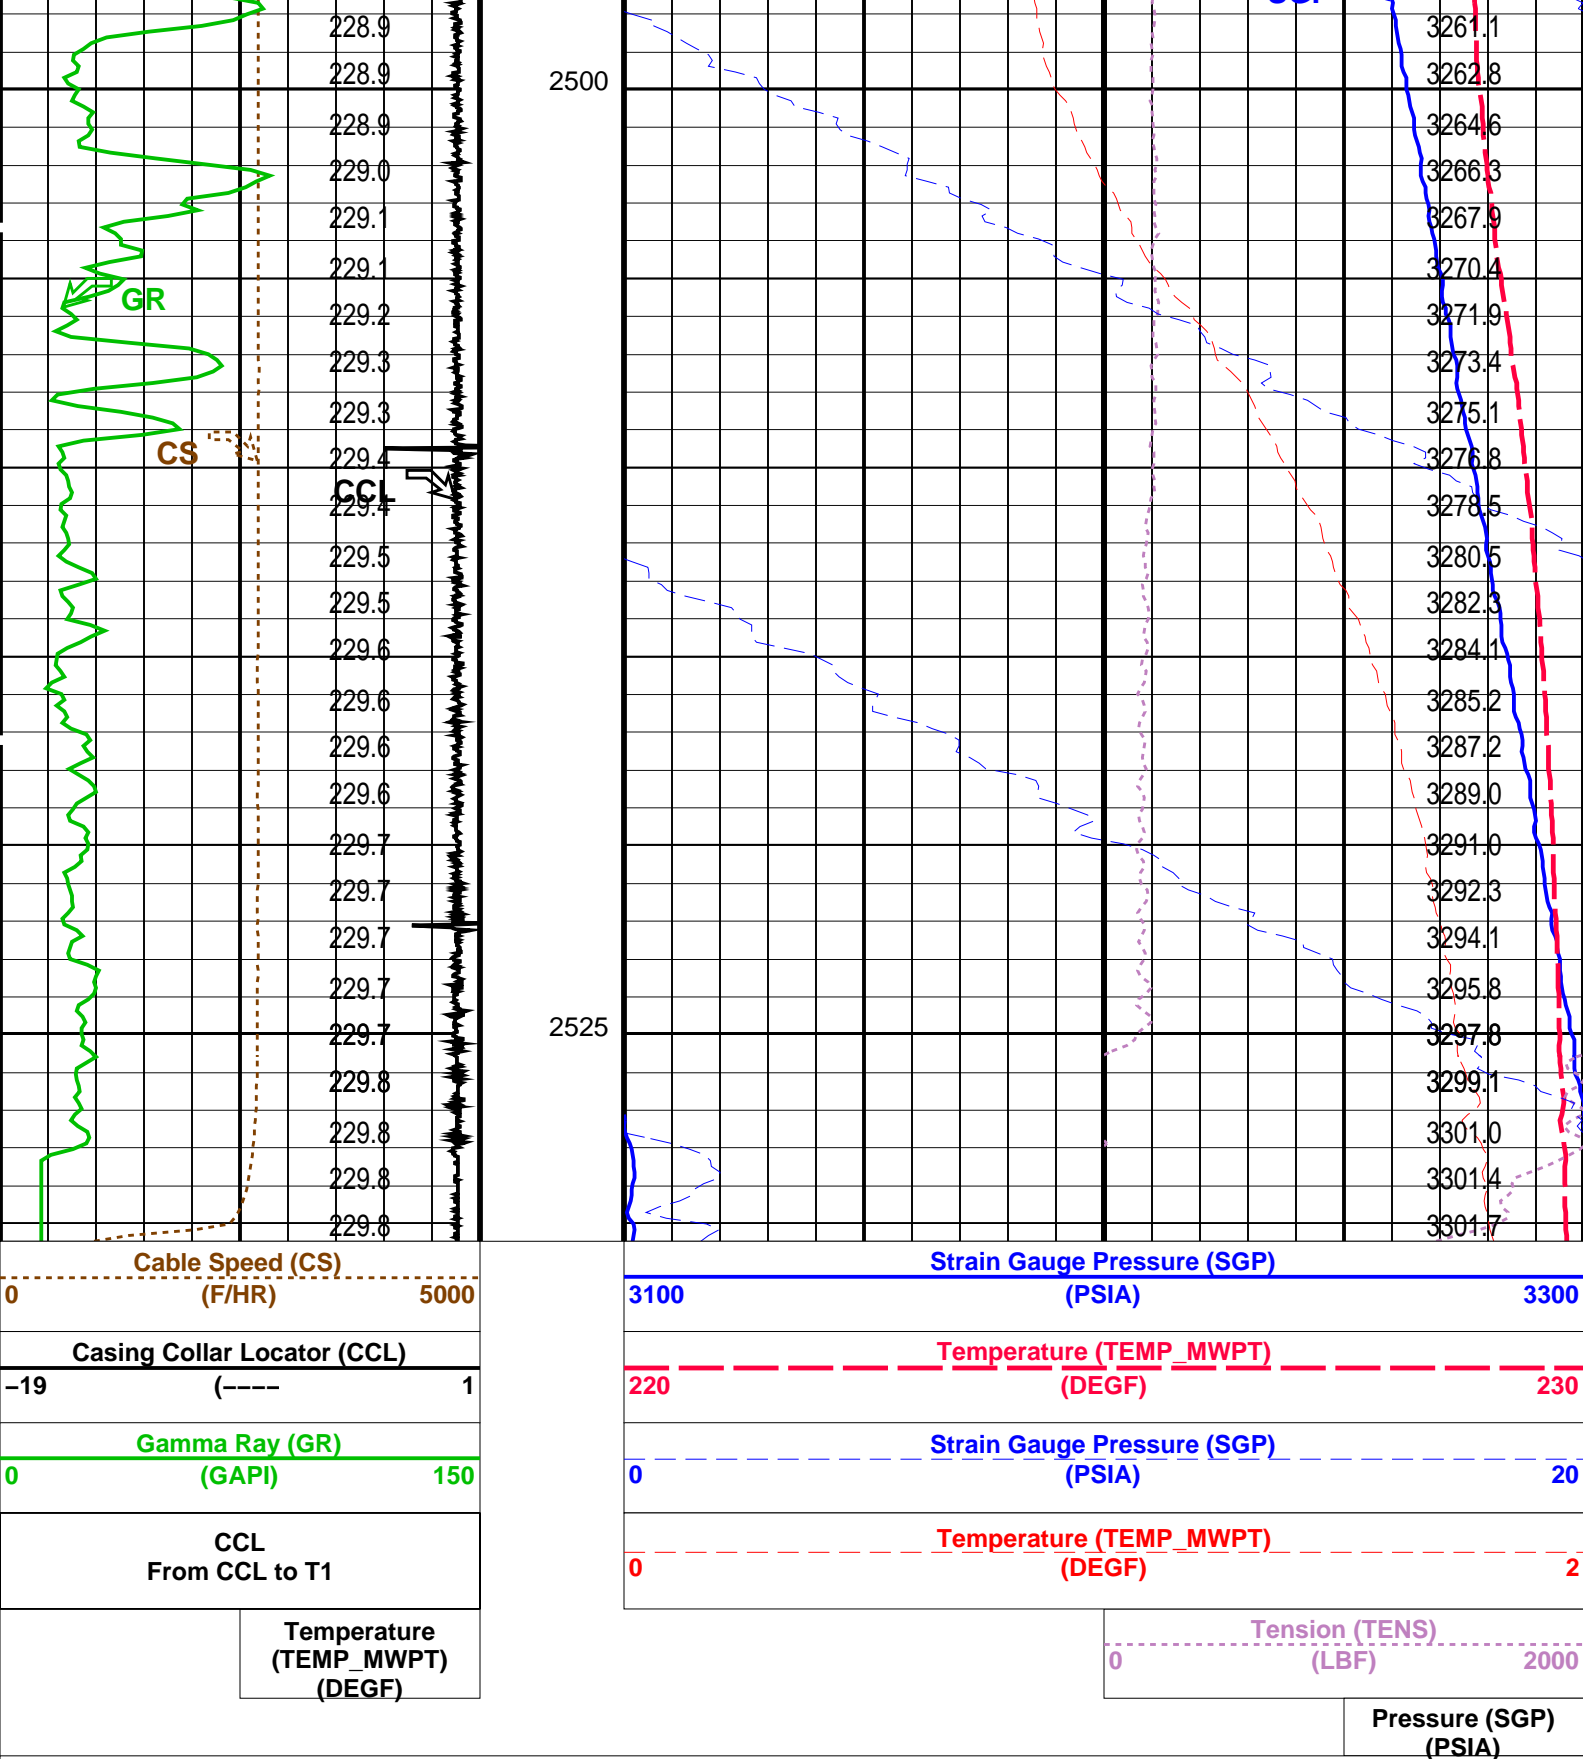 228.9
3261.1
228.9
2500
3262.8
228.9
3264.6
229.0
3266.3
229.1
3267.9
229.1
3270.4
GR
229.2
3271.9
229.3
3273.4
229.3
3275.1
CS
229.4
3276.8
CCL
229.4
3278.5
229.5
3280.5
229.5
3282.3
229.6
3284.1
229.6
3285.2
229.6
3287.2
229.6
3289.0
229.7
3291.0
229.7
3292.3
229.7
3294.1
229.7
3295.8
229.7
2525
3297.8
229.8
3299.1
229.8
3301.0
229.8
3301.4
229.8
3301.7
Cable Speed (CS)
0 (F/HR) 5000
Casing Collar Locator (CCL)
–19 (–––– 1
Gamma Ray (GR)
0 (GAPI) 150
CCL
From CCL to T1
Temperature
(TEMP_MWPT)
(DEGF)
Strain Gauge Pressure (SGP)
3100 (PSIA) 3300
Temperature (TEMP_MWPT)
220 (DEGF) 230
Strain Gauge Pressure (SGP)
0 (PSIA) 20
Temperature (TEMP_MWPT)
0 (DEGF) 2
Tension (TENS)
0 (LBF) 2000
Pressure (SGP)
(PSIA)